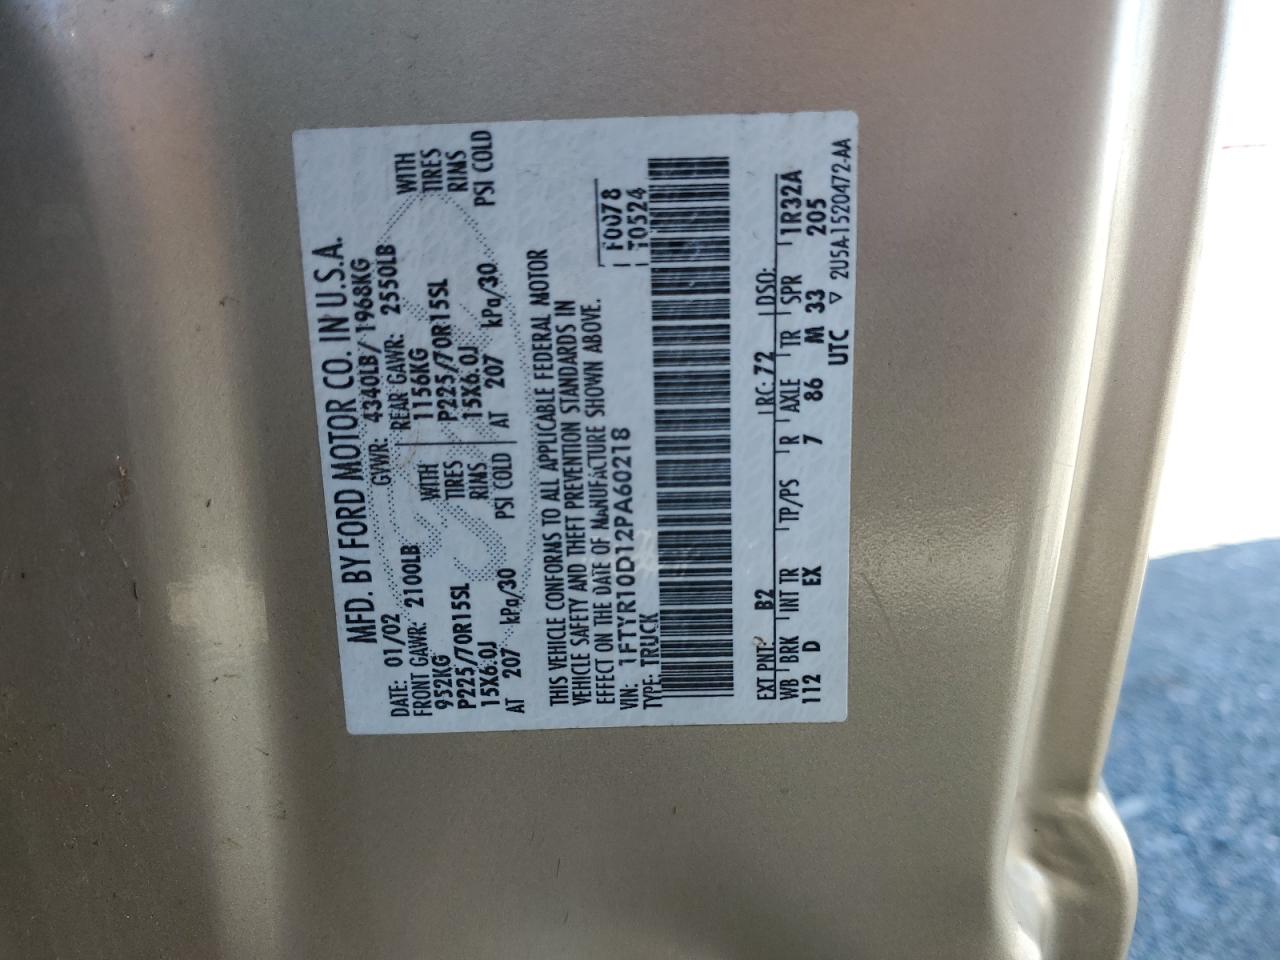 MFD. BY FORD MOTOR CO. IN U.S.A.
DATE: 01/02 GVWR: 4340LB/ 1968KG
FRONT GAWR: 2100LB REAR GAWR: 2550LB
952KG WITH 1156KG WITH
P225/70R15SL TIRES P225/70R15SL TIRES
15X6.0J RIMS 15X6.0J RIMS
AT 207 kPa/30 PSI COLD AT 207 kPa/30 PSI COLD
THIS VEHICLE CONFORMS TO ALL APPLICABLE FEDERAL MOTOR
VEHICLE SAFETY AND THEFT PREVENTION STANDARDS IN
EFFECT ON THE DATE OF MANUFACTURE SHOWN ABOVE.
VIN: 1FTYR10D12PA60218 F0078
TYPE: TRUCK T0524
EXT PNT: B2 RC: 72 DSO:
WB BRK INT TR TP/PS R AXLE TR SPR 1R32A
112 D EX 7 86 M 33 205
UTC ▽ 2U5A-1520472-AA